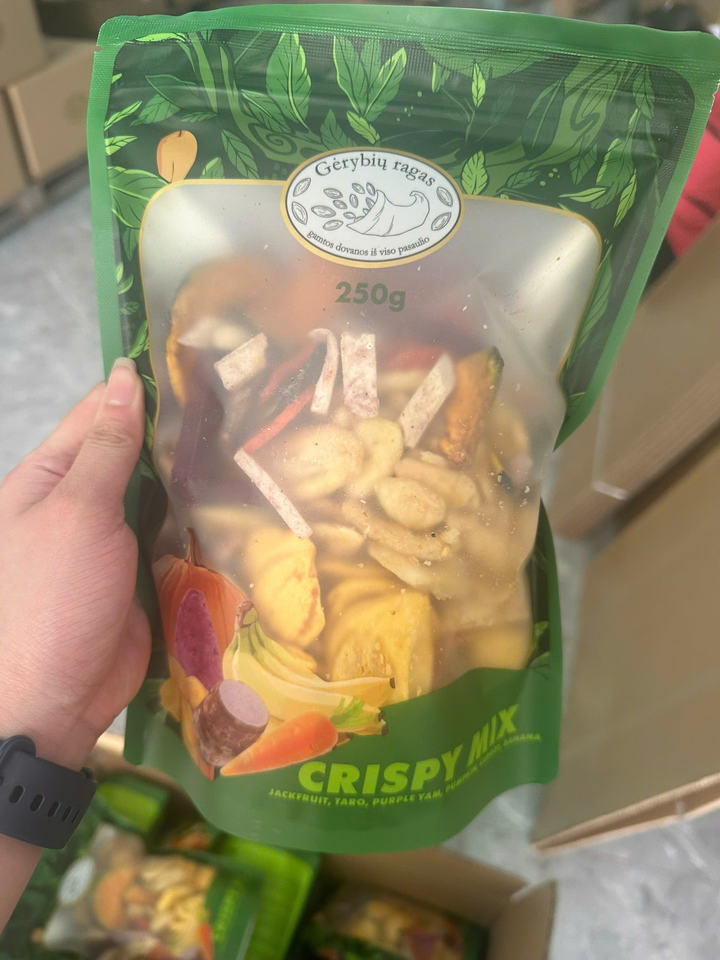 Gėrybių ragas
gamtos dovanos iš viso pasaulio
250g
CRISPY MIX
JACKFRUIT, TARO, PURPLE YAM, PUMPKIN, CARROT, BANANA